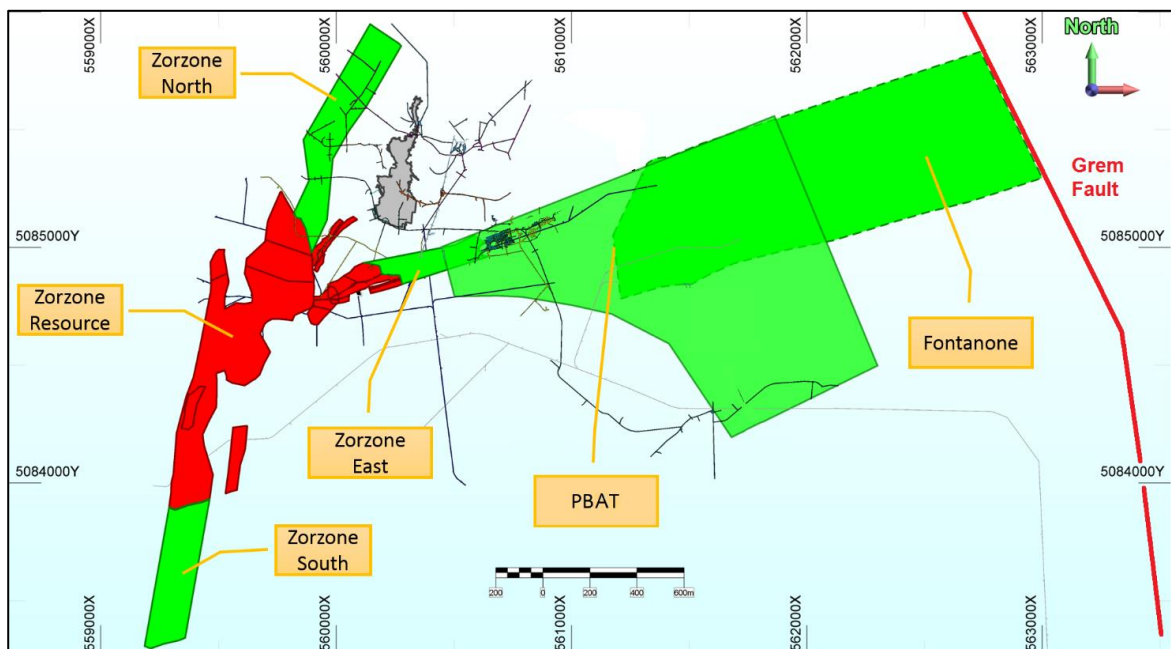 559000X
560000X
561000X
562000X
563000X
North
Zorzone
North
Grem
Fault
5085000Y
5085000Y
Zorzone
Resource
Fontanone
Zorzone
East
PBAT
5084000Y
5084000Y
Zorzone
South
200 0 200 400 600m
559000X
560000X
561000X
562000X
563000X